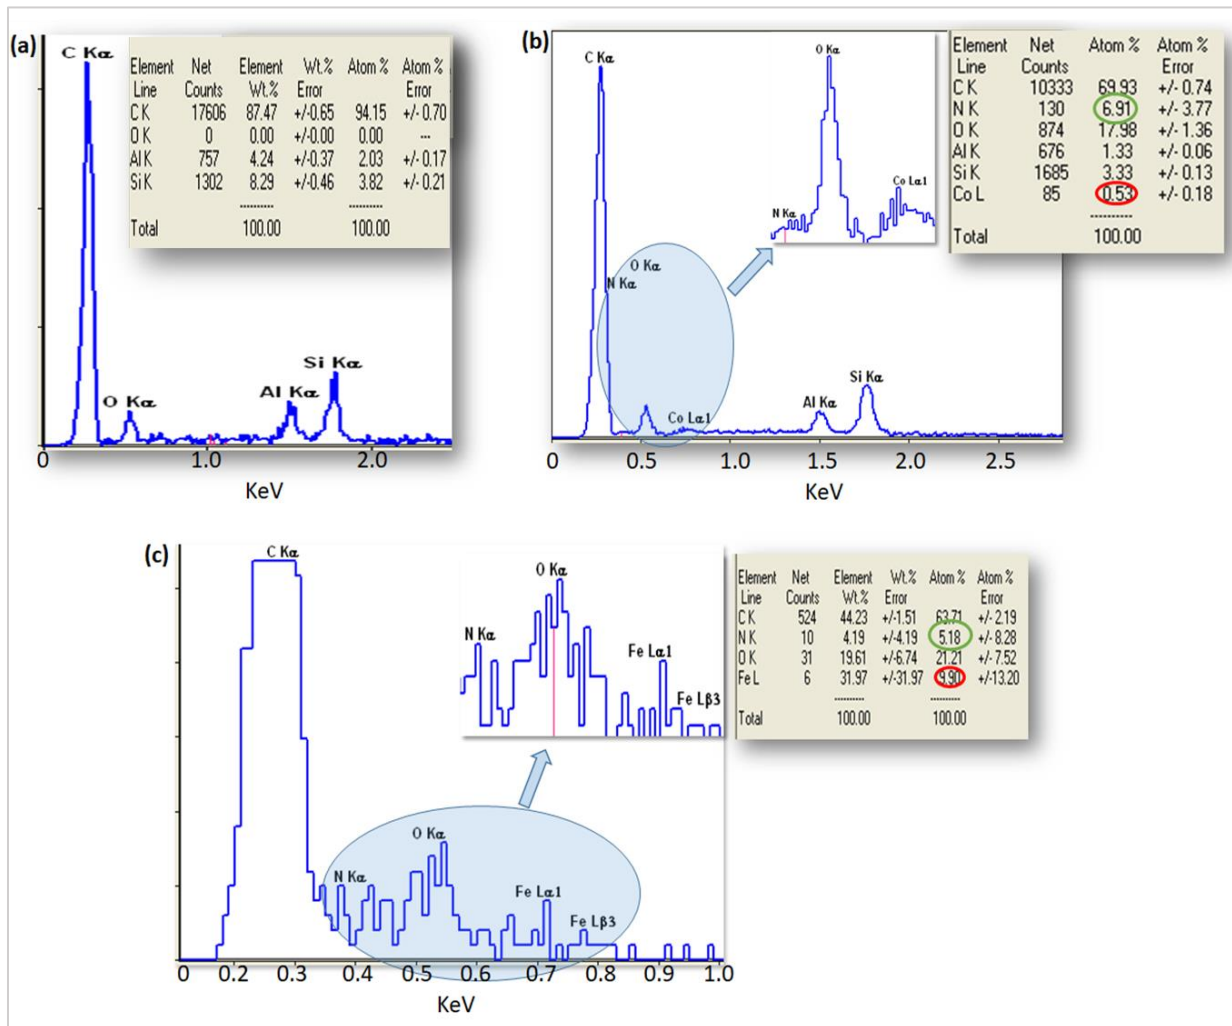 (a)
C Kα
Element Net Element Wt.% Atom % Atom %
Line Counts Wt.% Error Error
C K 17606 87.47 +/-0.65 94.15 +/- 0.70
O K 0 0.00 +/-0.00 0.00 ---
Al K 757 4.24 +/-0.37 2.03 +/- 0.17
Si K 1302 8.29 +/-0.46 3.82 +/- 0.21
Total 100.00 100.00
O Kα
Al Kα
Si Kα
0 1.0 2.0
KeV
(b)
C Kα
O Kα
N Kα
Co Lα1
Element Net Atom % Atom %
Line Counts Error
C K 10333 69.93 +/- 0.74
N K 130 6.91 +/- 3.77
O K 874 17.98 +/- 1.36
Al K 676 1.33 +/- 0.06
Si K 1685 3.33 +/- 0.13
Co L 85 0.53 +/- 0.18
Total 100.00
O Kα
N Kα
Co Lα1
Al Kα
Si Kα
0 0.5 1.0 1.5 2.0 2.5
KeV
(c)
C Kα
O Kα
N Kα
Fe Lα1
Fe Lβ3
Element Net Element Wt.% Atom % Atom %
Line Counts Wt.% Error Error
C K 524 44.23 +/-1.51 63.71 +/- 2.19
N K 10 4.19 +/-4.19 5.18 +/- 8.28
O K 31 19.61 +/-6.74 21.21 +/- 7.52
Fe L 6 31.97 +/-31.97 9.90 +/-13.20
Total 100.00 100.00
O Kα
N Kα
Fe Lα1
Fe Lβ3
0 0.2 0.3 0.4 0.5 0.6 0.7 0.8 0.9 1.0
KeV